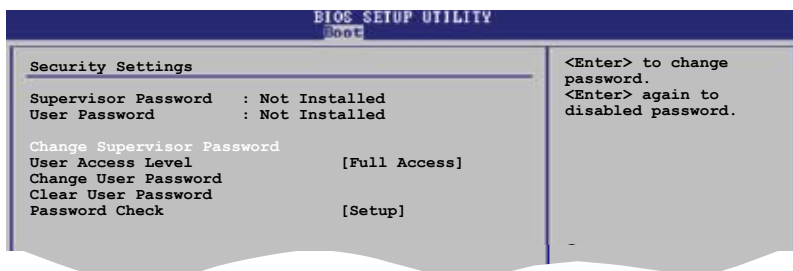 BIOS SETUP UTILITY
Boot
Security Settings
Supervisor Password : Not Installed
User Password : Not Installed
Change Supervisor Password
User Access Level [Full Access]
Change User Password
Clear User Password
Password Check [Setup]
<Enter> to change
password.
<Enter> again to
disabled password.